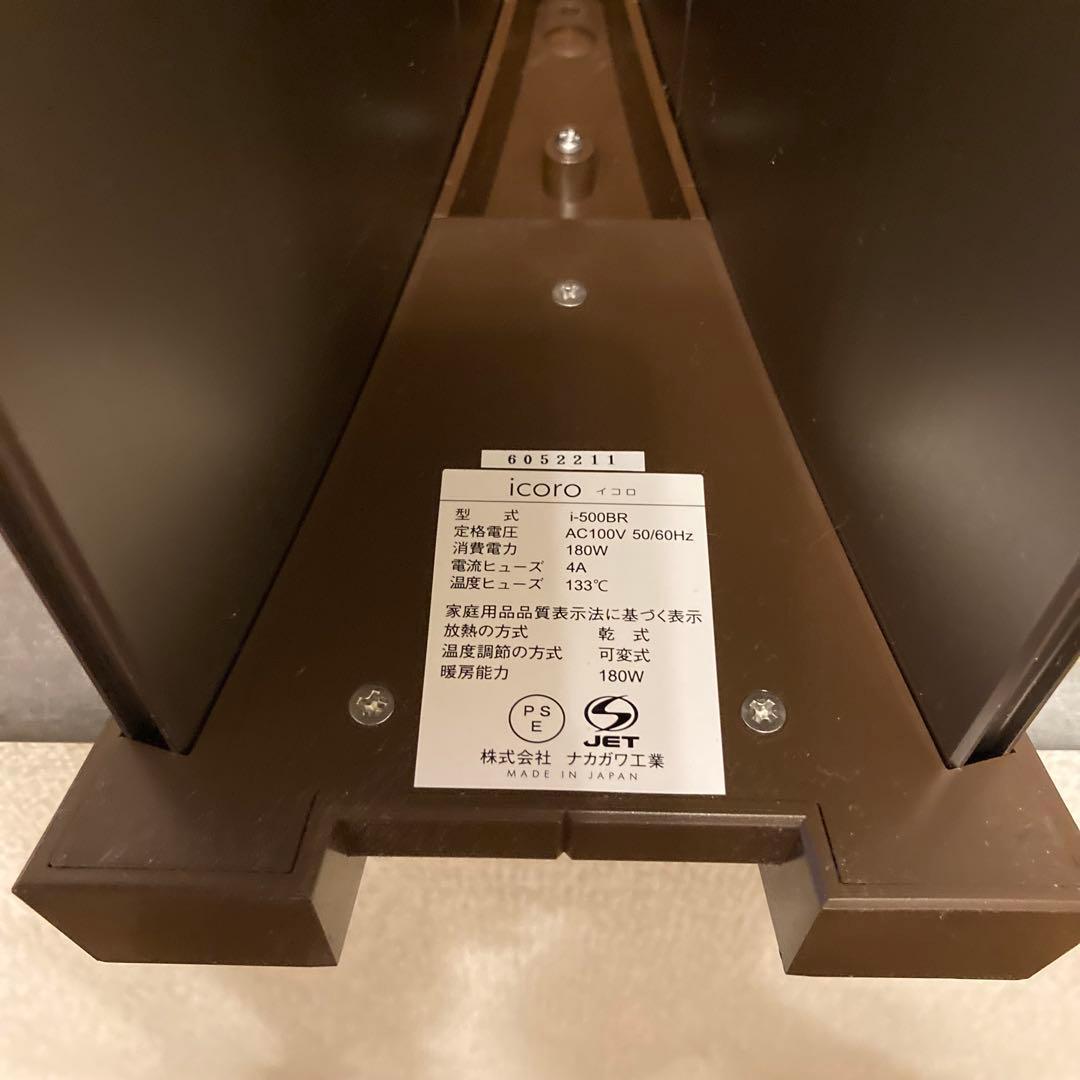 6052211
icoro イコロ
型 式 i-500BR
定格電圧 AC100V 50/60Hz
消費電力 180W
電流ヒューズ 4A
温度ヒューズ 133℃
家庭用品品質表示法に基づく表示
放熱の方式 乾 式
温度調節の方式 可変式
暖房能力 180W
PS
E
JET
株式会社 ナカガワ工業
MADE IN JAPAN